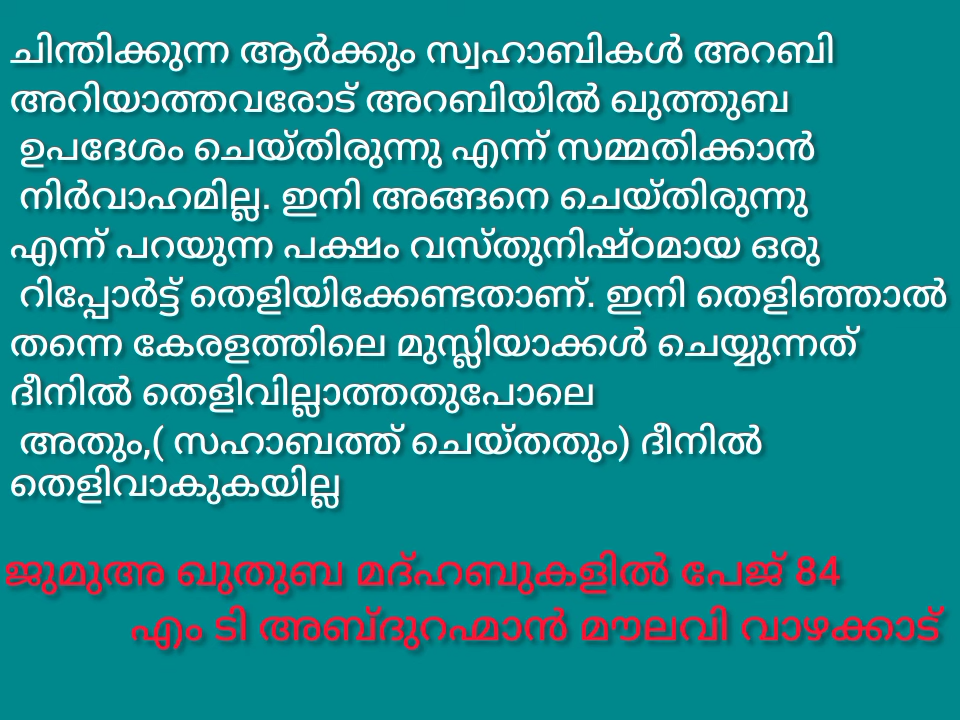 ചിന്തിക്കുന്ന ആർക്കും സ്വഹാബികൾ അറബി
അറിയാത്തവരോട് അറബിയിൽ ഖുത്തുബ
ഉപദേശം ചെയ്തിരുന്നു എന്ന് സമ്മതിക്കാൻ
നിർവാഹമില്ല. ഇനി അങ്ങനെ ചെയ്തിരുന്നു
എന്ന് പറയുന്ന പക്ഷം വസ്തുനിഷ്ഠമായ ഒരു
റിപ്പോർട്ട് തെളിയിക്കേണ്ടതാണ്. ഇനി തെളിഞ്ഞാൽ
തന്നെ കേരളത്തിലെ മുസ്ലിയാക്കൾ ചെയ്യുന്നത്
ദീനിൽ തെളിവില്ലാത്തതുപോലെ
അതും,( സഹാബത്ത് ചെയ്തതും) ദീനിൽ
തെളിവാകുകയില്ല
ജുമുഅ ഖുതുബ മദ്ഹബുകളിൽ പേജ് 84
എം ടി അബ്ദുറഹ്മാൻ മൗലവി വാഴക്കാട്